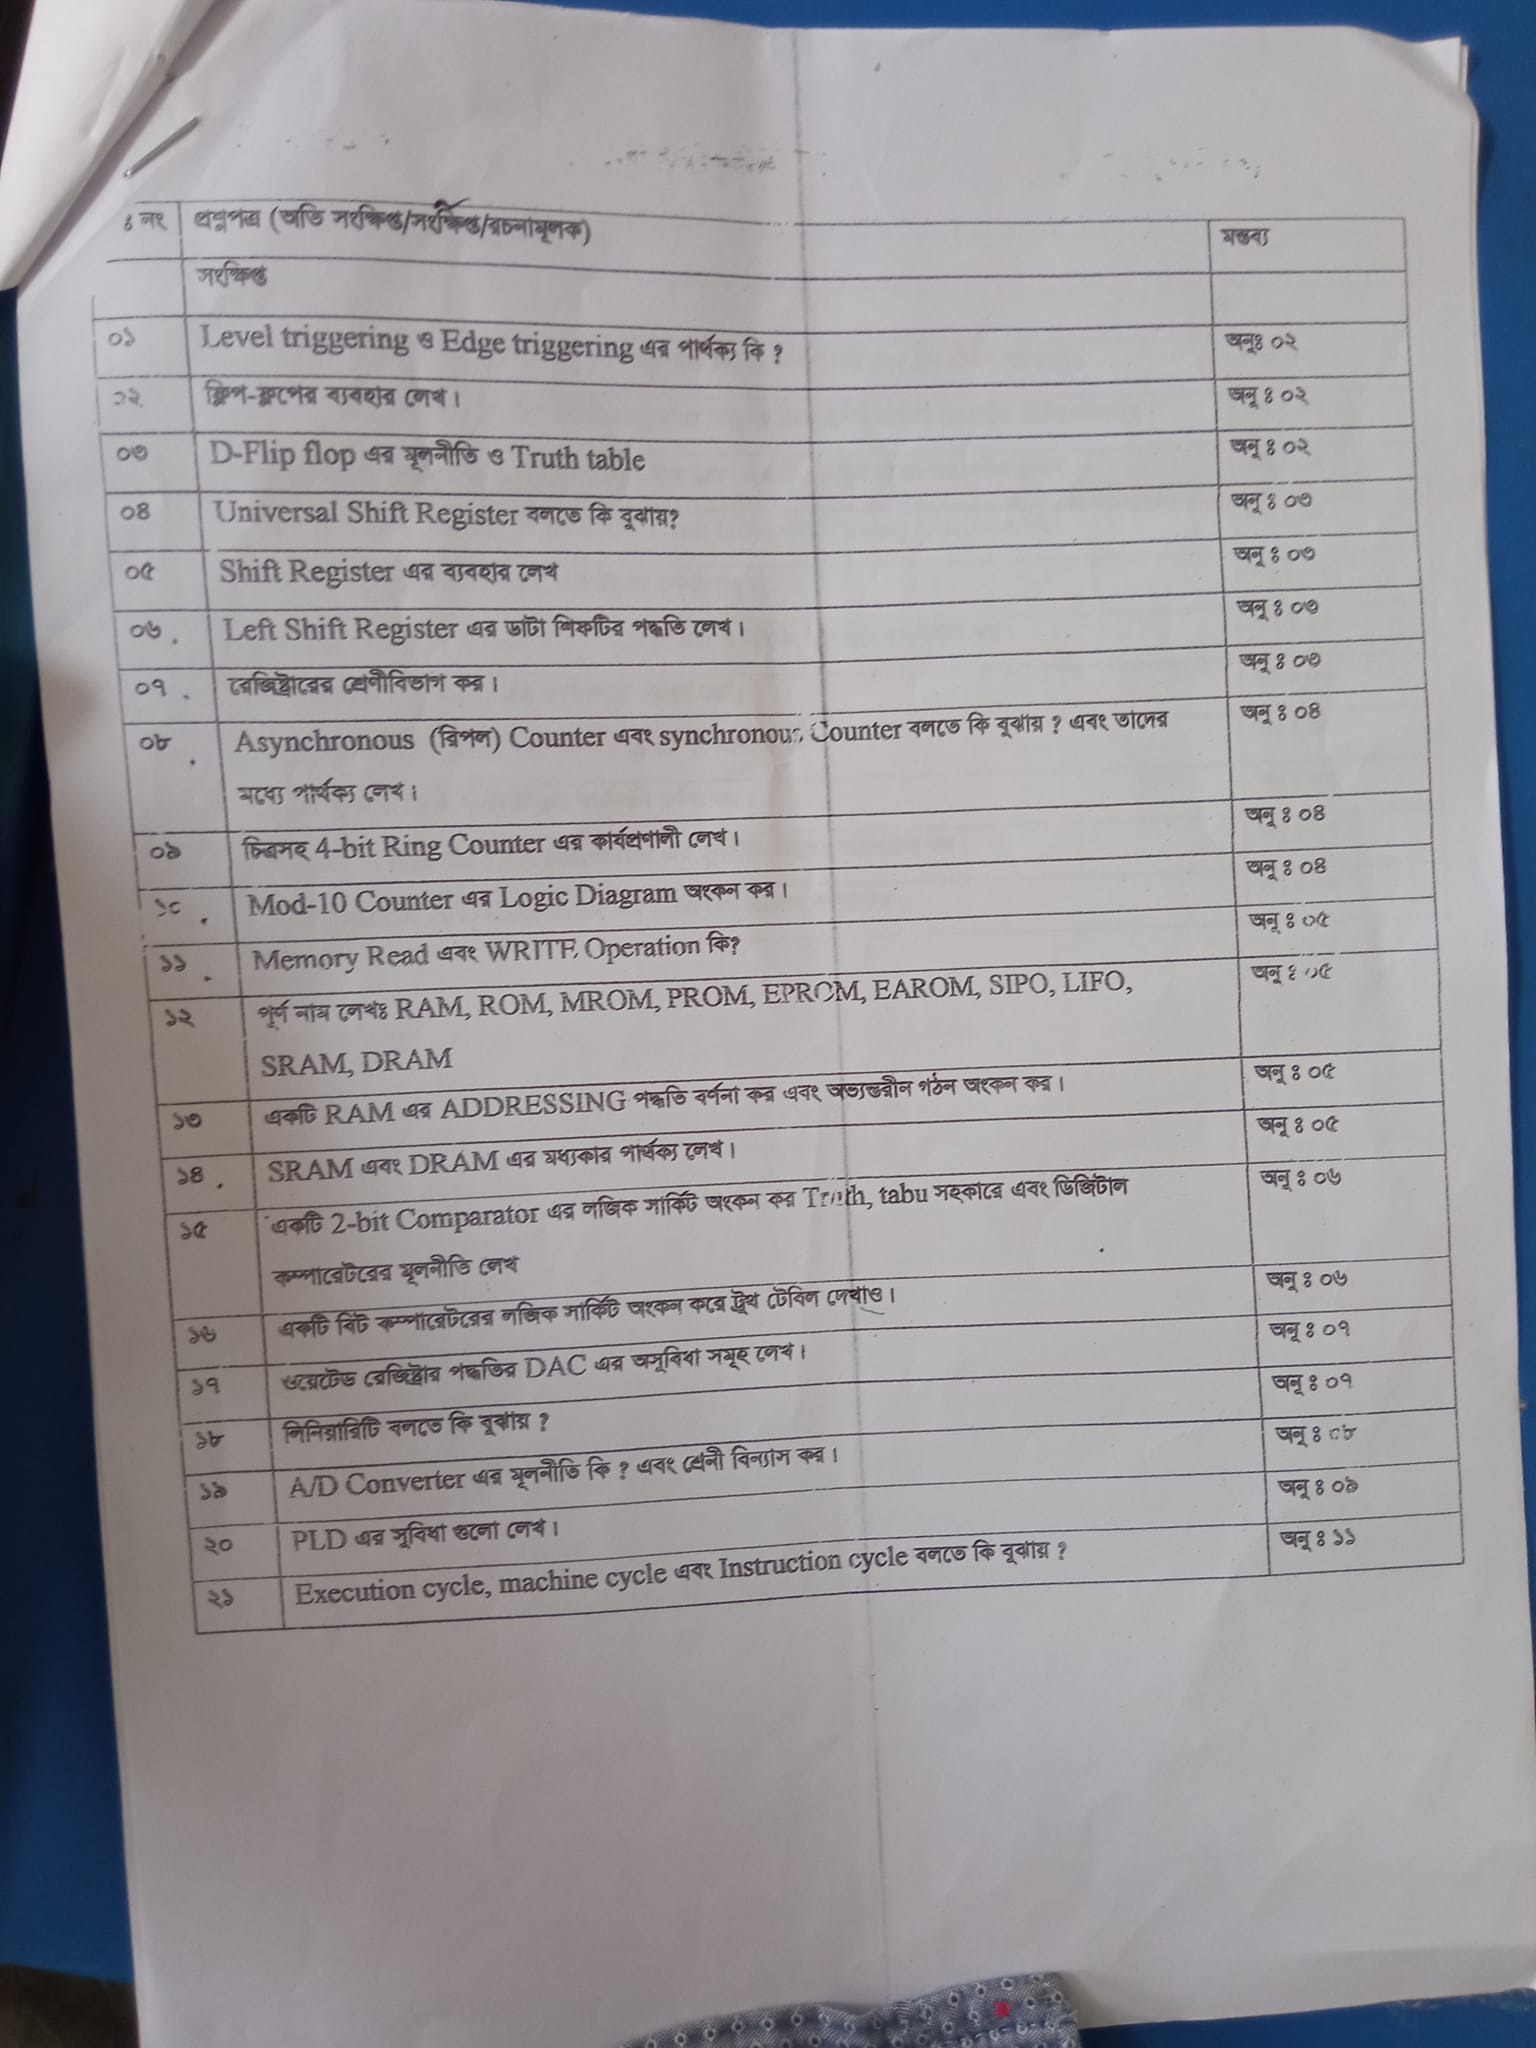 ঃ নং প্রশ্নপত্র (অতি সংক্ষিপ্ত/সংক্ষিপ্ত/রচনামূলক) মন্তব্য
সংক্ষিপ্ত
০১ Level triggering ও Edge triggering এর পার্থক্য কি ? অনুঃ ০২
০২ ফ্লিপ-ফ্লপের ব্যবহার লেখ। অনু ঃ ০২
০৩ D-Flip flop এর মূলনীতি ও Truth table অনু ঃ ০২
০৪ Universal Shift Register বলতে কি বুঝায়? অনু ঃ ০৩
০৫ Shift Register এর ব্যবহার লেখ অনু ঃ ০৩
০৬ . Left Shift Register এর ডাটা শিফটির পদ্ধতি লেখ। অনু ঃ ০৩
০৭ . রেজিষ্টারের শ্রেণীবিভাগ কর। অনু ঃ ০৩
০৮ . Asynchronous (রিপল) Counter এবং synchronous Counter বলতে কি বুঝায় ? এবং তাদের অনু ঃ ০৪
মধ্যে পার্থক্য লেখ।
০৯ চিত্রসহ 4-bit Ring Counter এর কার্যপ্রণালী লেখ। অনু ঃ ০৪
১০ . Mod-10 Counter এর Logic Diagram অংকন কর। অনু ঃ ০৪
১১ . Memory Read এবং WRITE Operation কি? অনু ঃ ০৫
১২ পূর্ণ নাম লেখঃ RAM, ROM, MROM, PROM, EPROM, EAROM, SIPO, LIFO, অনু ঃ ০৫
SRAM, DRAM
১৩ একটি RAM এর ADDRESSING পদ্ধতি বর্ণনা কর এবং অভ্যন্তরীন গঠন অংকন কর। অনু ঃ ০৫
১৪ . SRAM এবং DRAM এর মধ্যকার পার্থক্য লেখ। অনু ঃ ০৫
১৫ একটি 2-bit Comparator এর লজিক সার্কিট অংকন কর Truth, tabu সহকারে এবং ডিজিটাল অনু ঃ ০৬
কম্পারেটরের মূলনীতি লেখ
১৬ একটি বিট কম্পারেটরের লজিক সার্কিট অংকন করে ট্রুথ টেবিল দেখাও। অনু ঃ ০৬
১৭ ওয়েটেড রেজিষ্টার পদ্ধতির DAC এর অসুবিধা সমূহ লেখ। অনু ঃ ০৭
১৮ লিনিয়ারিটি বলতে কি বুঝায় ? অনু ঃ ০৭
১৯ A/D Converter এর মূলনীতি কি ? এবং শ্রেনী বিন্যাস কর। অনু ঃ ০৮
২০ PLD এর সুবিধা গুলো লেখ। অনু ঃ ০৯
২১ Execution cycle, machine cycle এবং Instruction cycle বলতে কি বুঝায় ? অনু ঃ ১১